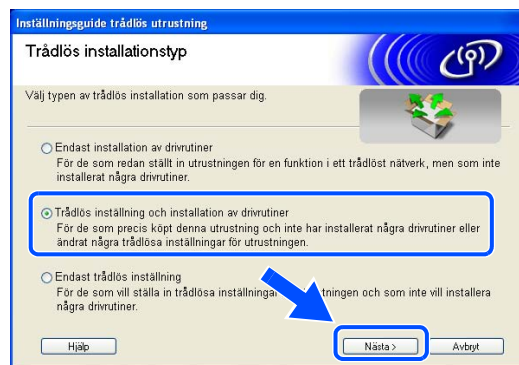 Inställningsguide trådlös utrustning
Trådlös installationstyp
Välj typen av trådlös installation som passar dig.
Endast installation av drivrutiner
För de som redan ställt in utrustningen för en funktion i ett trådlöst nätverk, men som inte
installerat några drivrutiner.
Trådlös inställning och installation av drivrutiner
För de som precis köpt denna utrustning och inte har installerat några drivrutiner eller
ändrat några trådlösa inställningar för utrustningen.
Endast trådlös inställning
För de som vill ställa in trådlösa inställningar tningen och som inte vill installera
några drivrutiner.
Hjälp Nästa > Avbryt